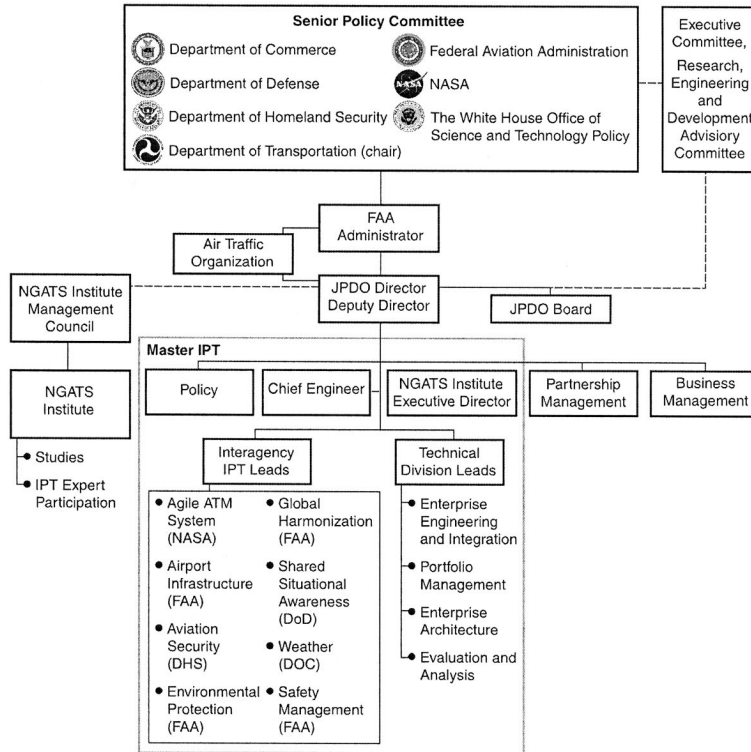 Senior Policy Committee
Department of Commerce
Department of Defense
Department of Homeland Security
Department of Transportation (chair)
Federal Aviation Administration
NASA
NASA
The White House Office of
Science and Technology Policy
Executive
Committee,
Research,
Engineering
and
Development
Advisory
Committee
FAA
Administrator
Air Traffic
Organization
JPDO Director
Deputy Director
JPDO Board
NGATS Institute
Management
Council
NGATS
Institute
Studies
IPT Expert
Participation
Master IPT
Policy
Chief Engineer
NGATS Institute
Executive Director
Partnership
Management
Business
Management
Interagency
IPT Leads
Technical
Division Leads
Agile ATM
System
(NASA)
Airport
Infrastructure
(FAA)
Aviation
Security
(DHS)
Environmental
Protection
(FAA)
Global
Harmonization
(FAA)
Shared
Situational
Awareness
(DoD)
Weather
(DOC)
Safety
Management
(FAA)
Enterprise
Engineering
and Integration
Portfolio
Management
Enterprise
Architecture
Evaluation and
Analysis